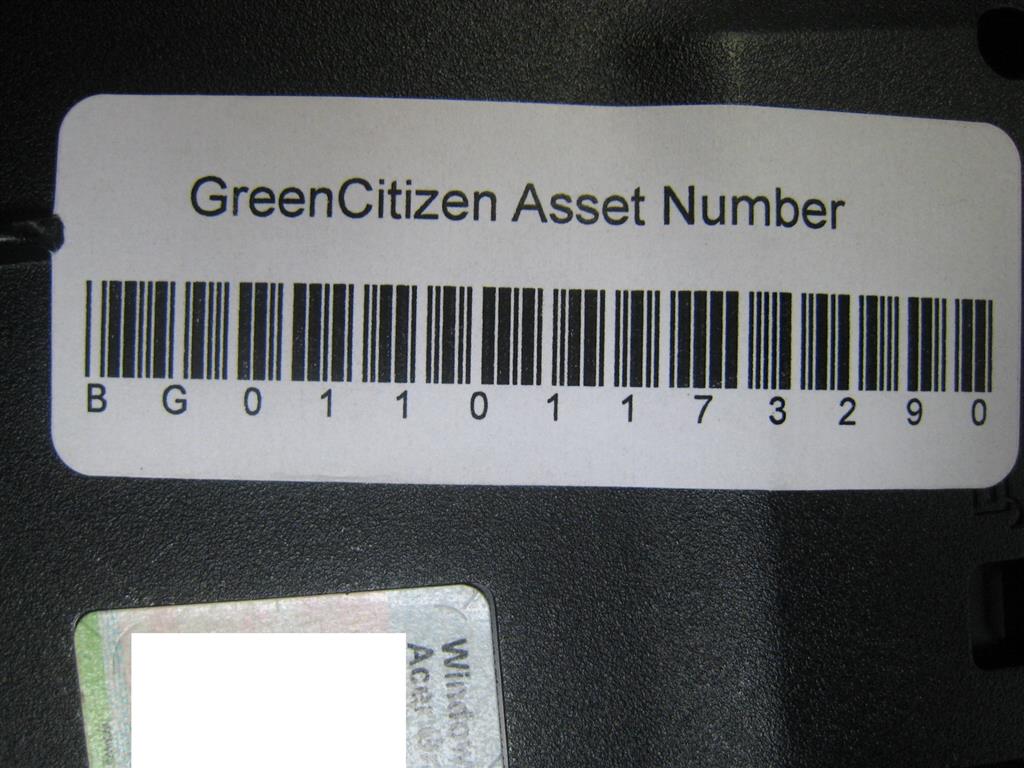 GreenCitizen Asset Number
B G 0 1 1 0 1 1 7 3 2 9 0